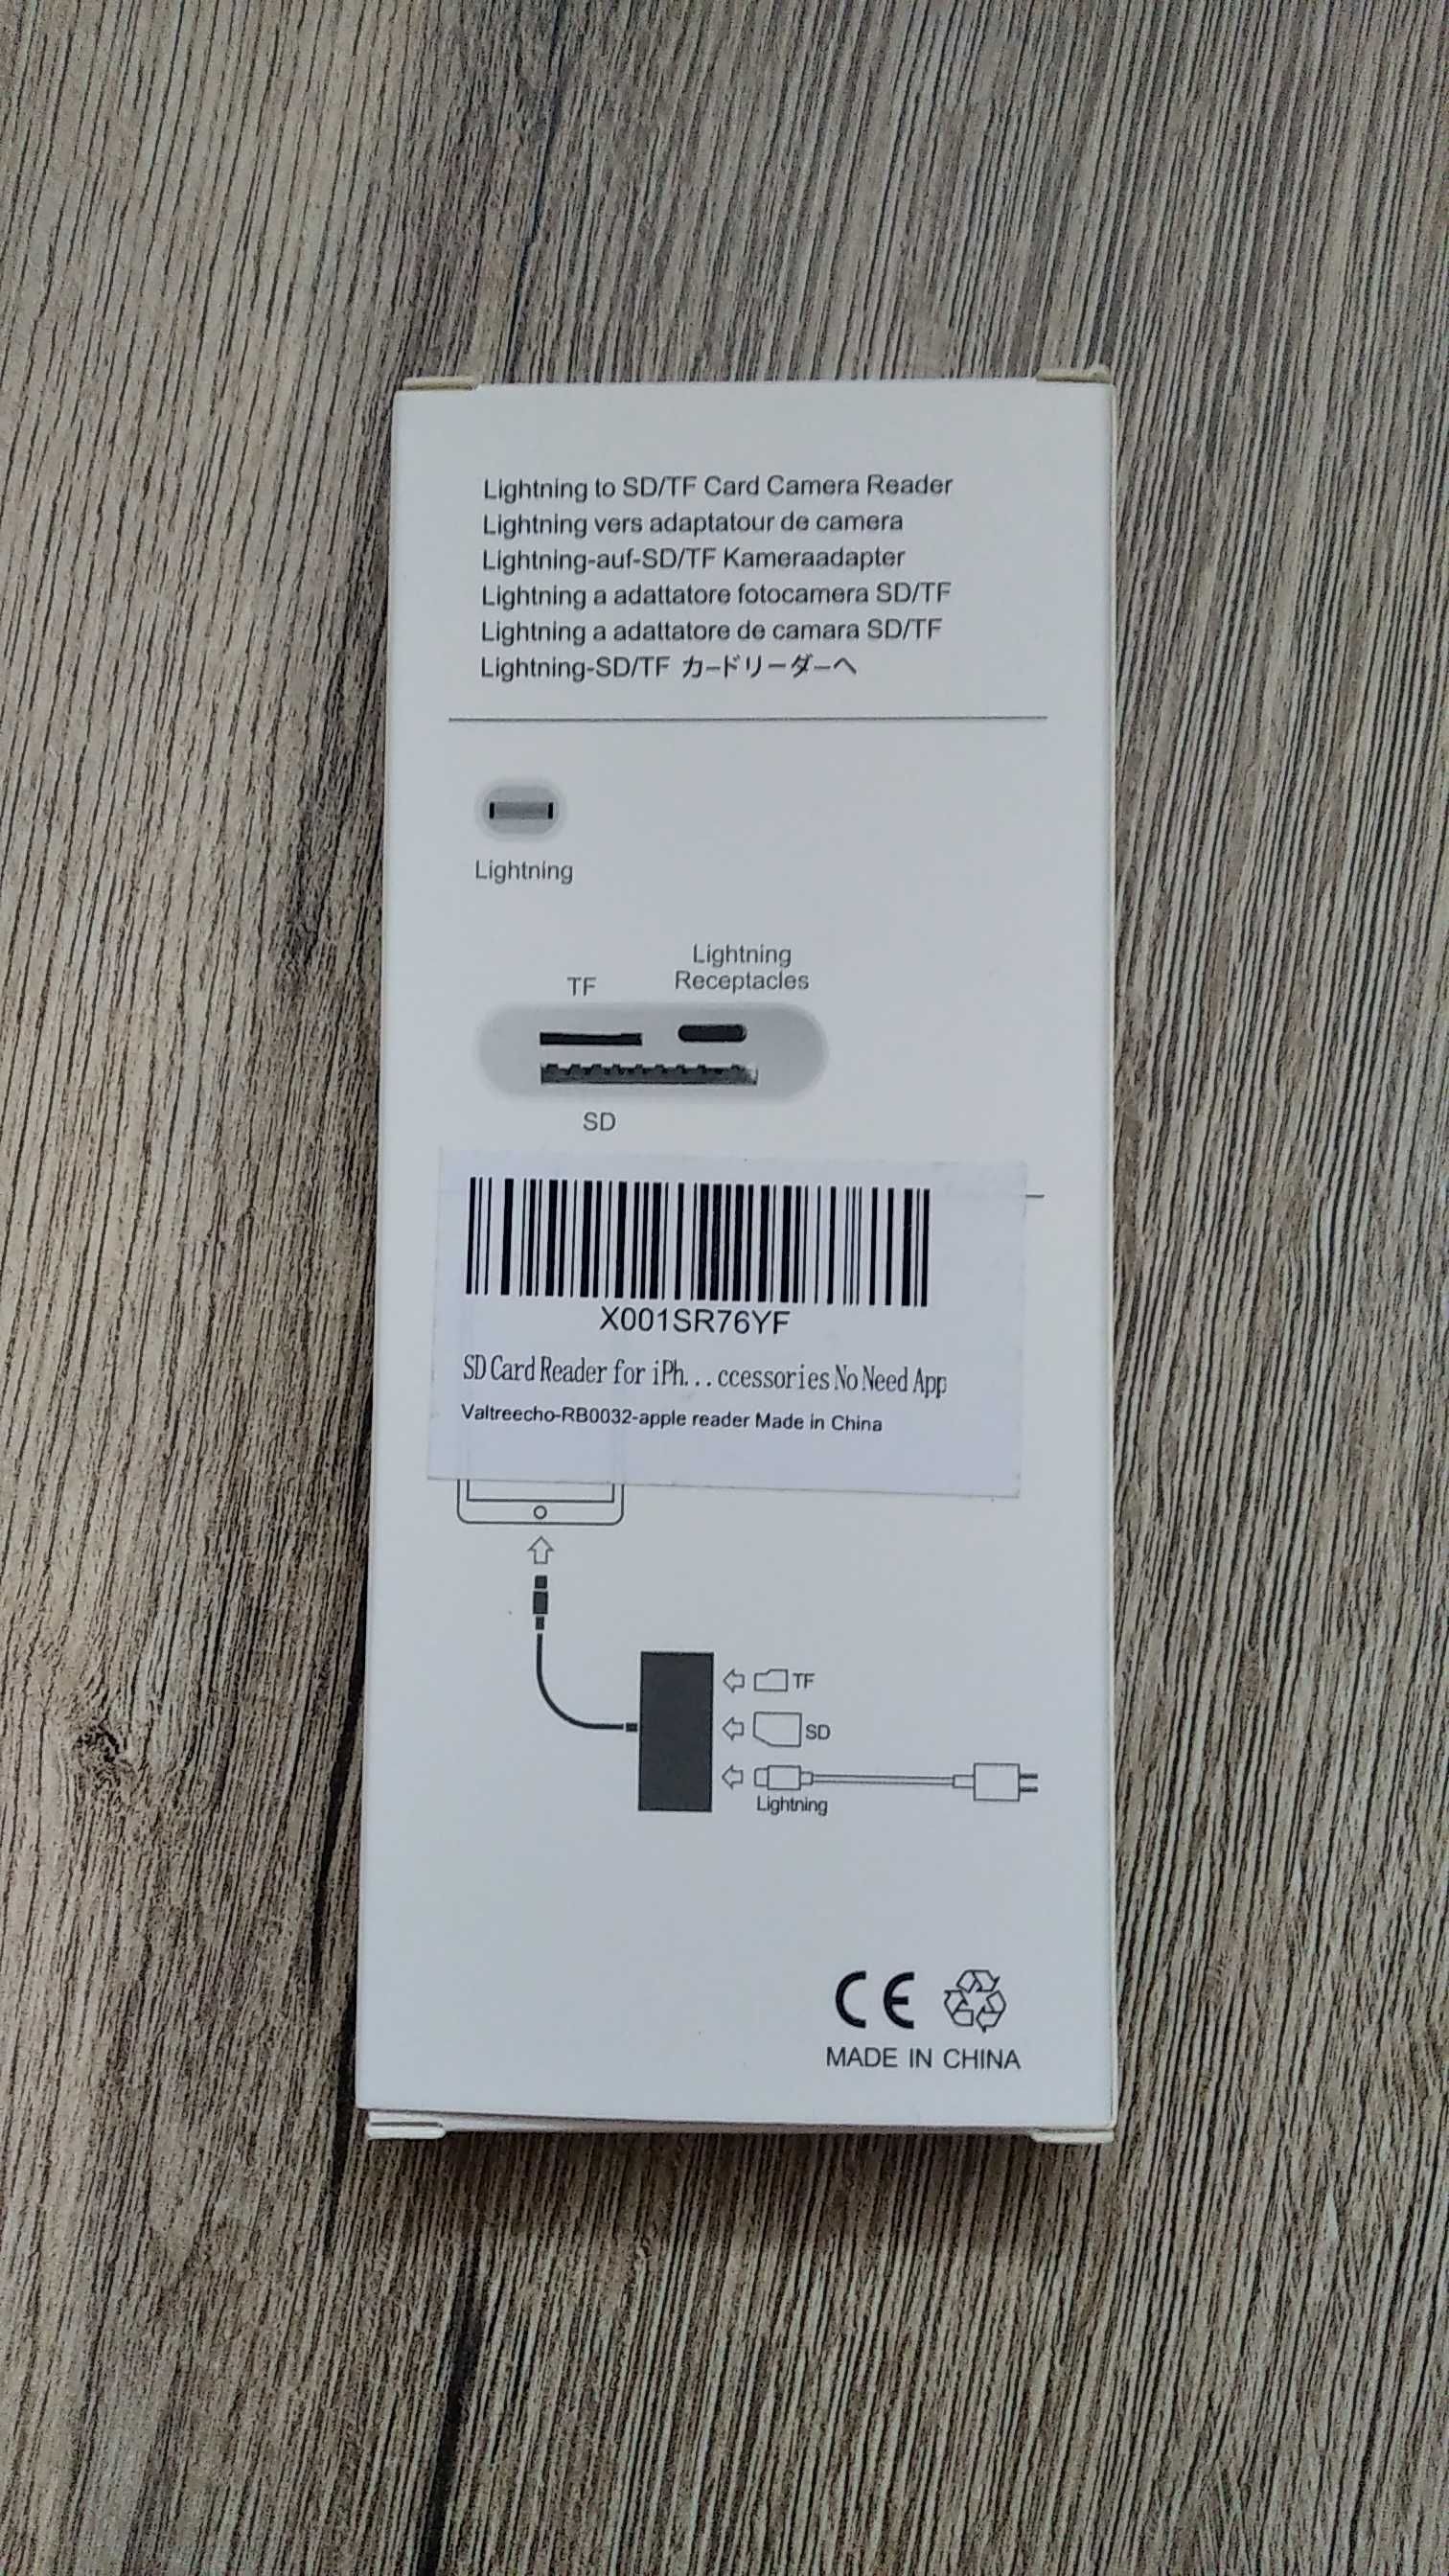 Lightning to SD/TF Card Camera Reader
Lightning vers adaptatour de camera
Lightning-auf-SD/TF Kameraadapter
Lightning a adattatore fotocamera SD/TF
Lightning a adattatore de camara SD/TF
Lightning-SD/TF カードリーダーへ
Lightning
TF
Lightning
Receptacles
SD
X001SR76YF
SD Card Reader for iPh...ccessories No Need App
Valtreecho-RB0032-apple reader Made in China
TF
SD
Lightning
CE
MADE IN CHINA